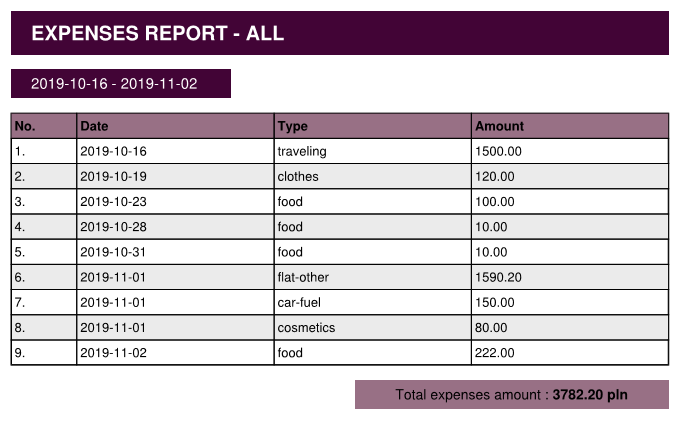 EXPENSES REPORT - ALL
2019-10-16 - 2019-11-02
No. Date Type Amount
1. 2019-10-16 traveling 1500.00
2. 2019-10-19 clothes 120.00
3. 2019-10-23 food 100.00
4. 2019-10-28 food 10.00
5. 2019-10-31 food 10.00
6. 2019-11-01 flat-other 1590.20
7. 2019-11-01 car-fuel 150.00
8. 2019-11-01 cosmetics 80.00
9. 2019-11-02 food 222.00
Total expenses amount : 3782.20 pln